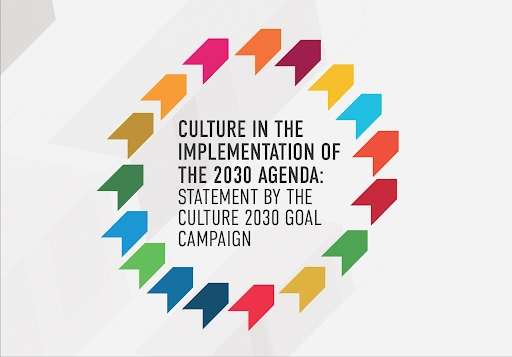 CULTURE IN THE
IMPLEMENTATION OF
THE 2030 AGENDA:
STATEMENT BY THE
CULTURE 2030 GOAL
CAMPAIGN